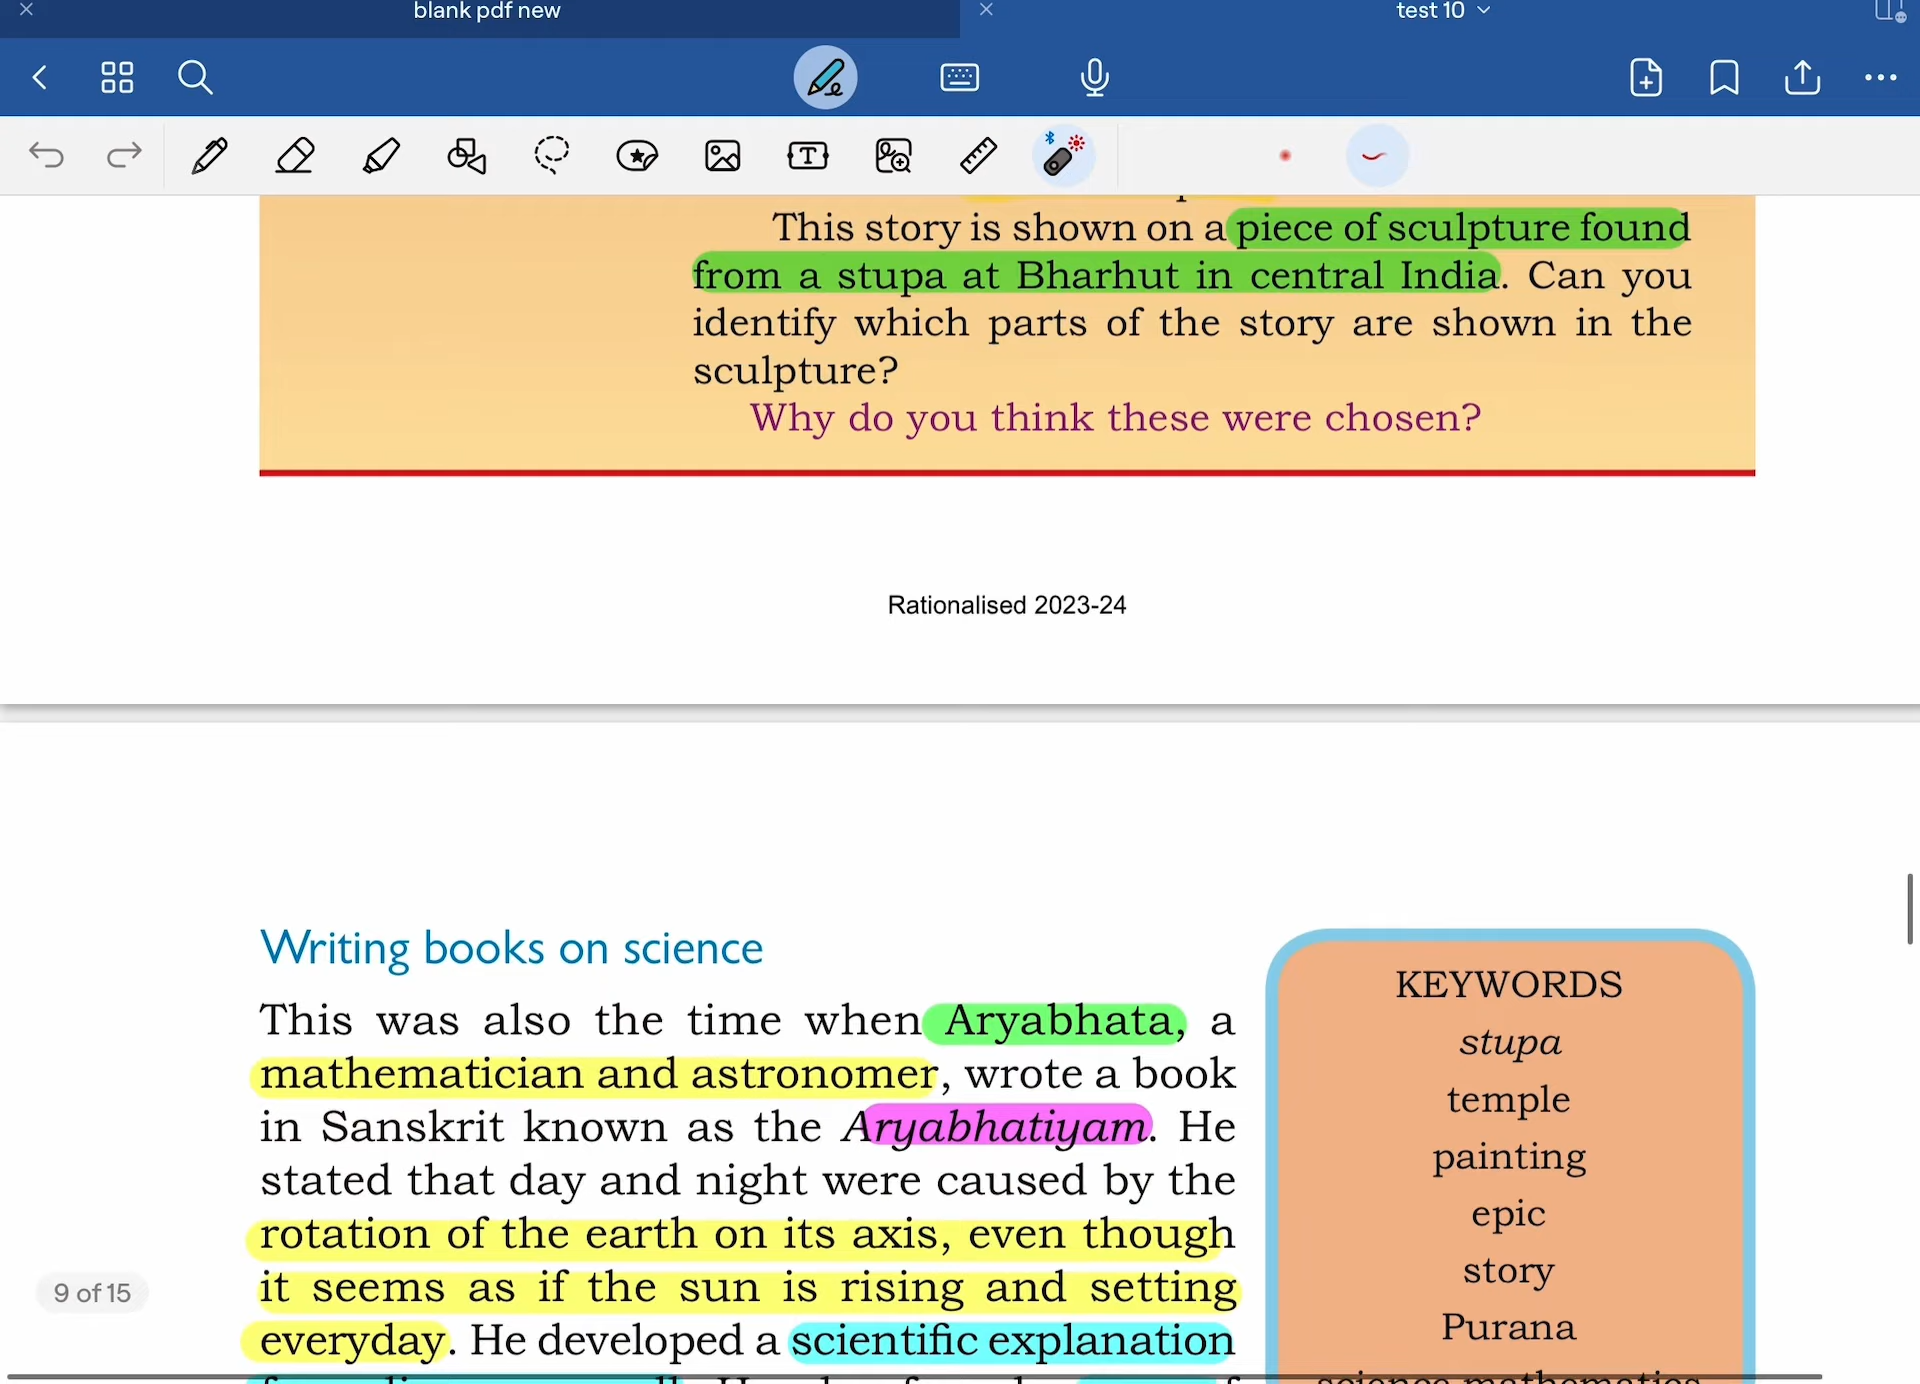 blank pdf new
test 10
This story is shown on a piece of sculpture found
from a stupa at Bharhut in central India. Can you
identify which parts of the story are shown in the
sculpture?
Why do you think these were chosen?
Rationalised 2023-24
Writing books on science
This was also the time when Aryabhata, a
mathematician and astronomer, wrote a book
in Sanskrit known as the Aryabhatiyam. He
stated that day and night were caused by the
rotation of the earth on its axis, even though
it seems as if the sun is rising and setting
everyday. He developed a scientific explanation
KEYWORDS
stupa
temple
painting
epic
story
Purana
science mathematics
9 of 15